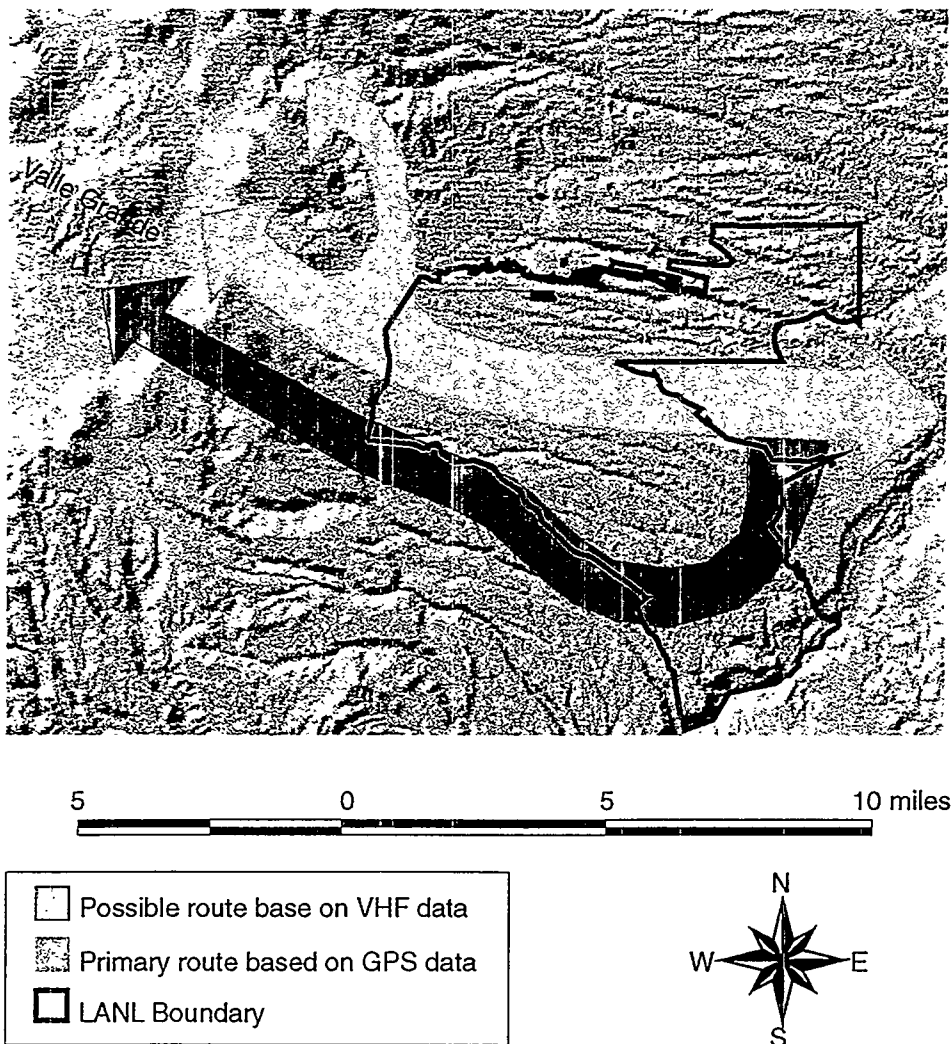 Valle Grande
5 0 5 10 miles
Possible route base on VHF data
Primary route based on GPS data
LANL Boundary
N
W E
S